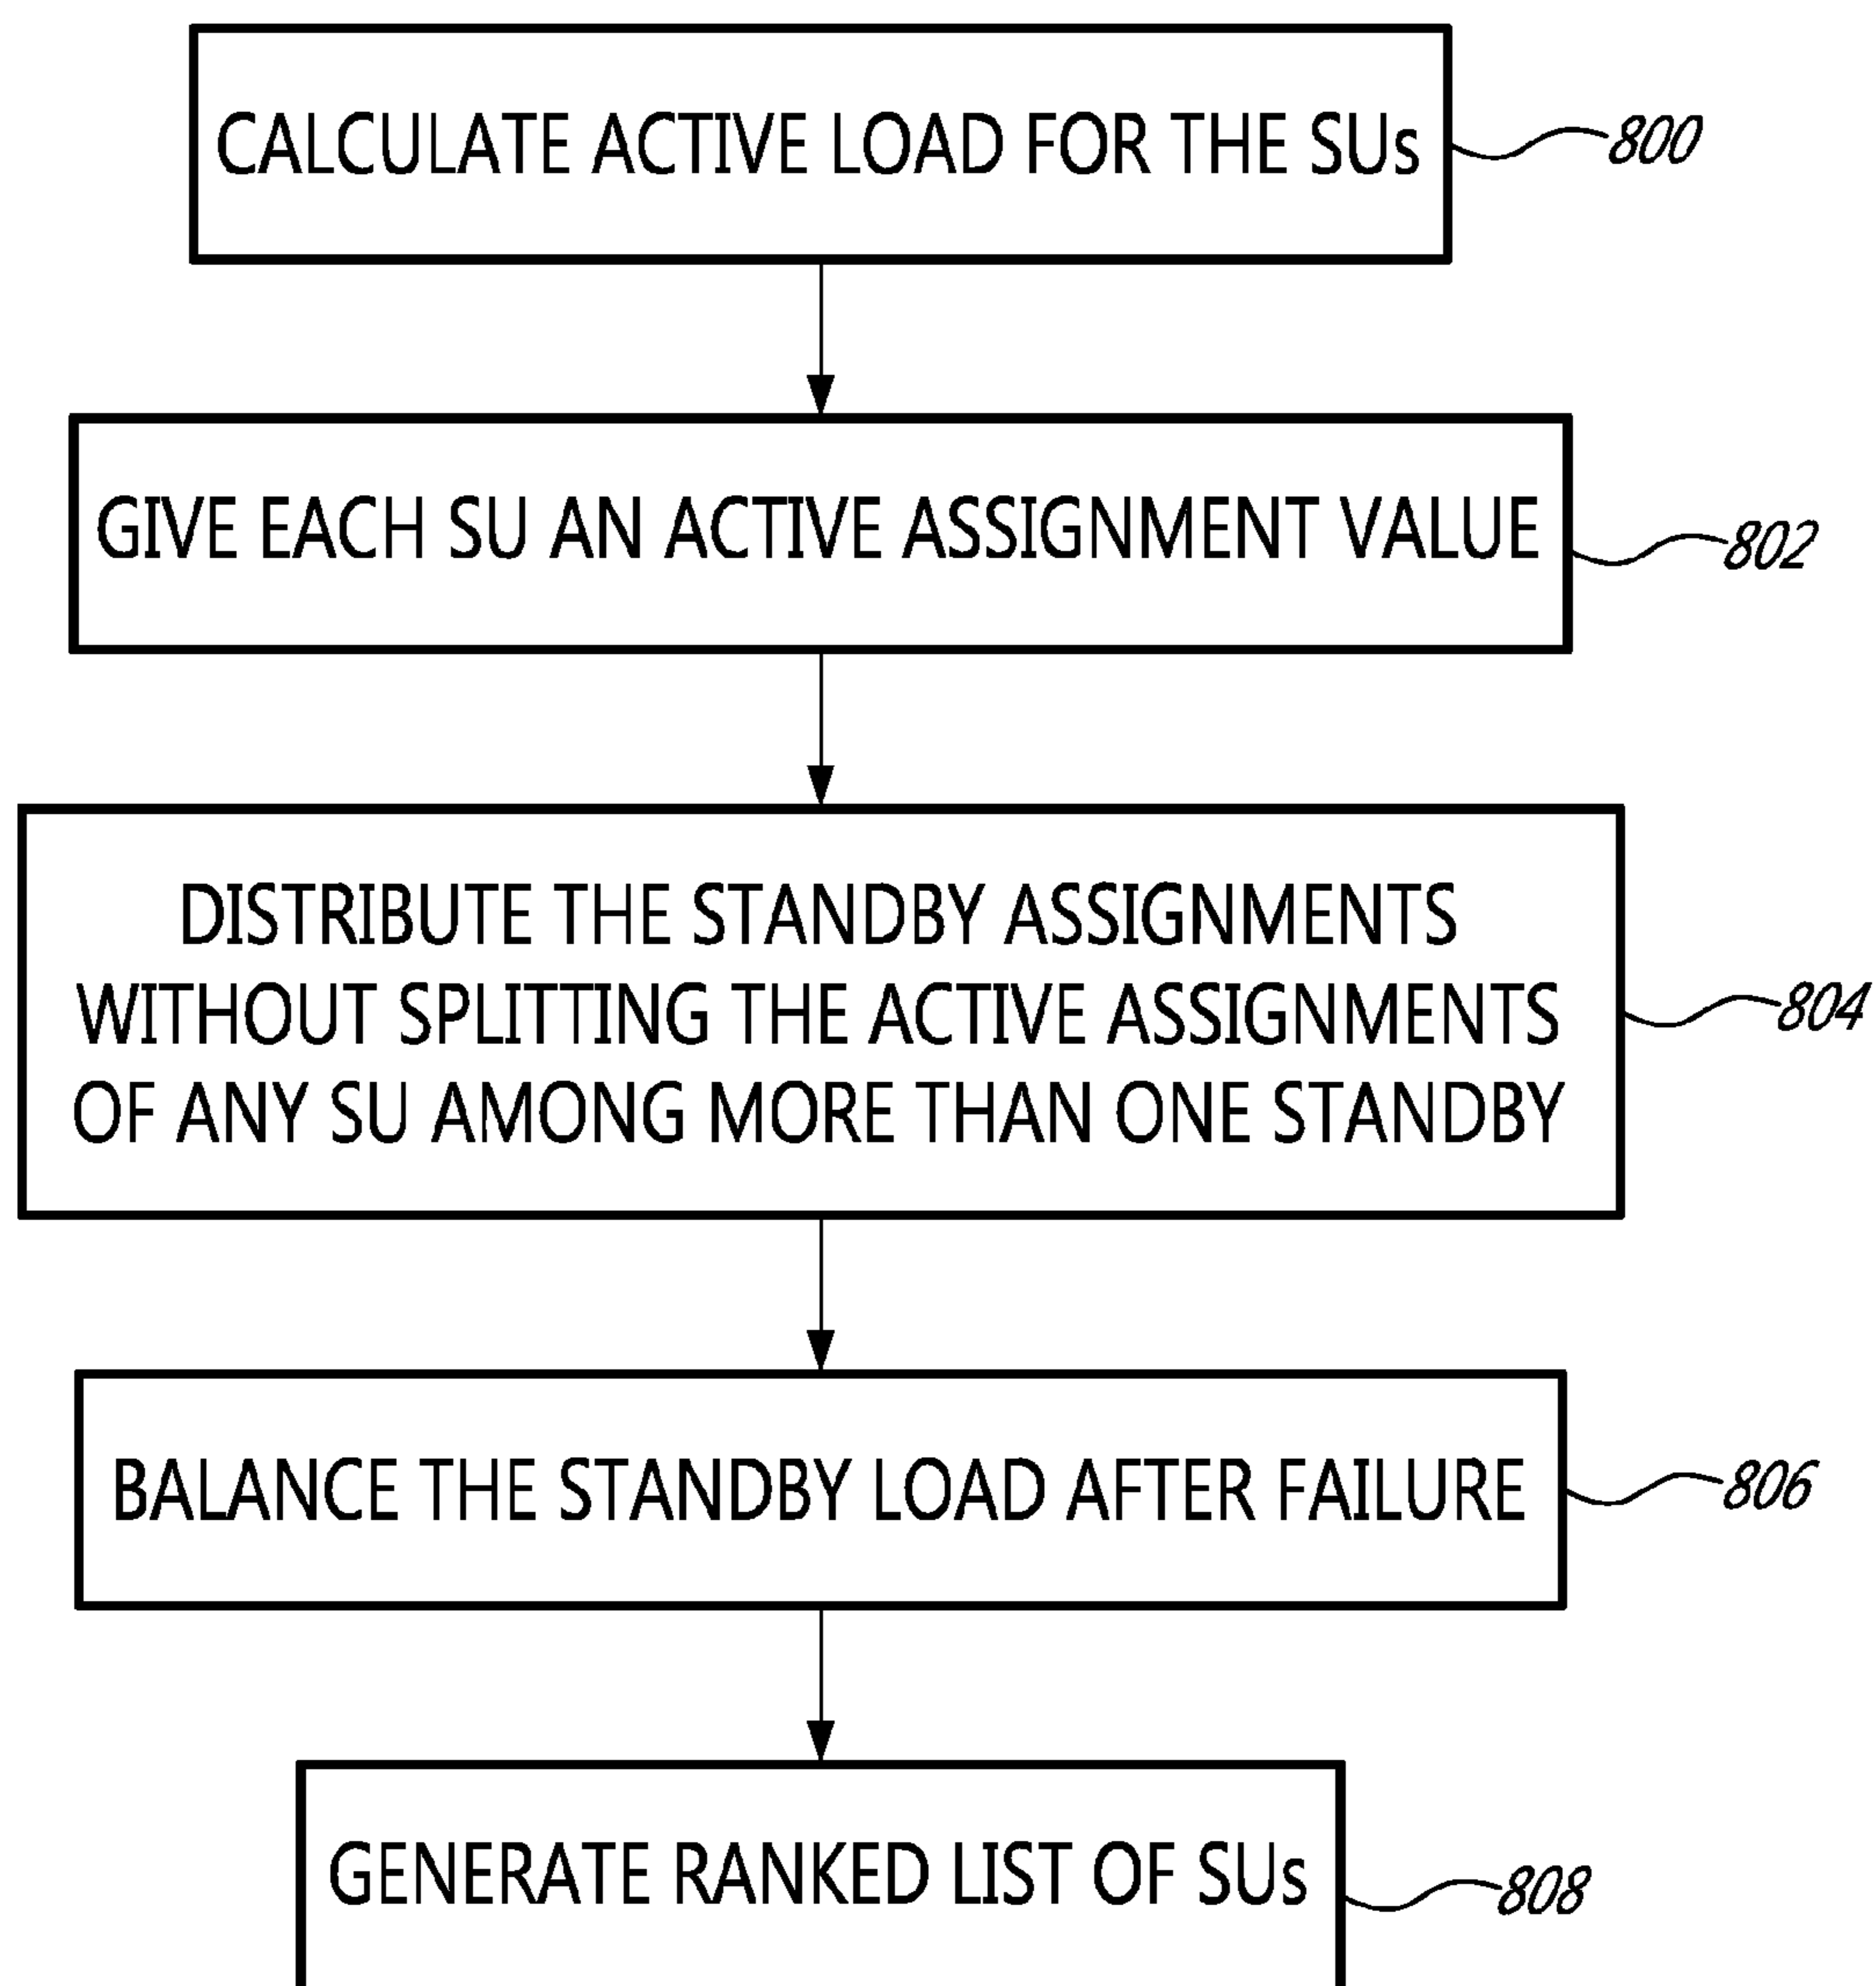 CALCULATE ACTIVE LOAD FOR THE SUs
800
GIVE EACH SU AN ACTIVE ASSIGNMENT VALUE
802
DISTRIBUTE THE STANDBY ASSIGNMENTS
WITHOUT SPLITTING THE ACTIVE ASSIGNMENTS
OF ANY SU AMONG MORE THAN ONE STANDBY
804
BALANCE THE STANDBY LOAD AFTER FAILURE
806
GENERATE RANKED LIST OF SUs
808